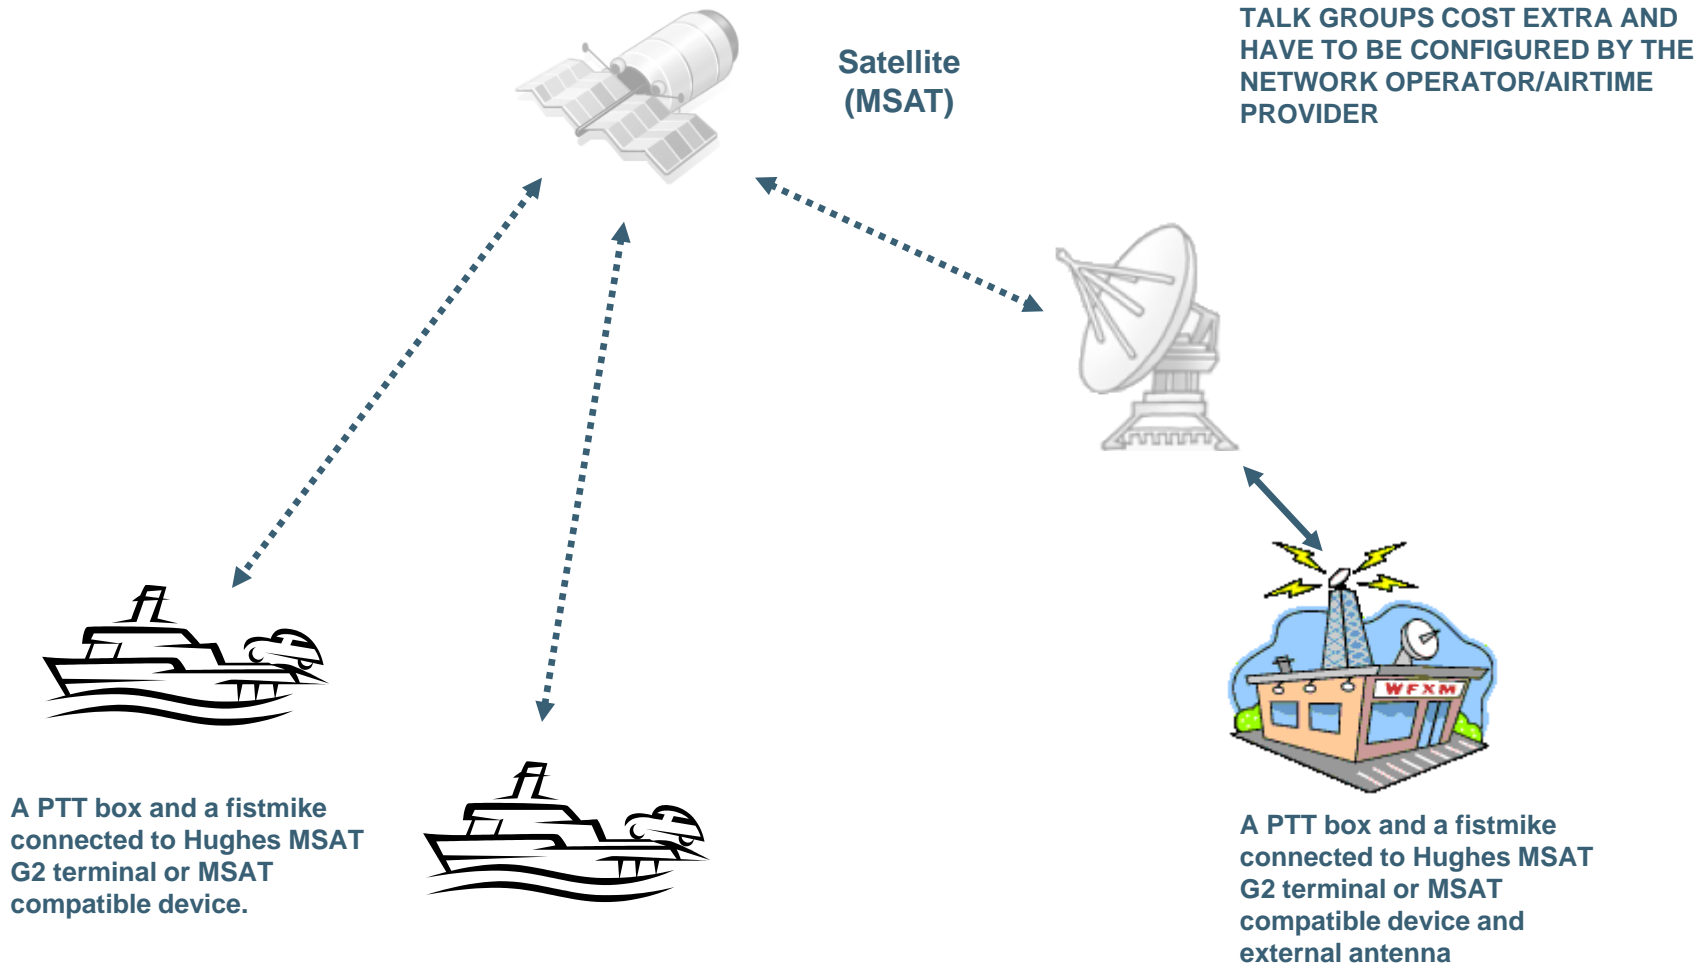 Satellite
(MSAT)
TALK GROUPS COST EXTRA AND
HAVE TO BE CONFIGURED BY THE
NETWORK OPERATOR/AIRTIME
PROVIDER
WFXM
A PTT box and a fistmike
connected to Hughes MSAT
G2 terminal or MSAT
compatible device.
A PTT box and a fistmike
connected to Hughes MSAT
G2 terminal or MSAT
compatible device and
external antenna